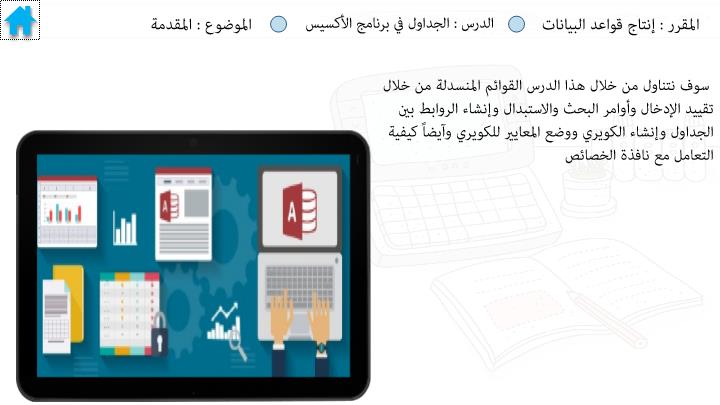 المقرر : إنتاج قواعد البيانات
الدرس : الجداول في برنامج الأكسيس
الموضوع : المقدمة
سوف نتناول من خلال هذا الدرس القوائم المنسدلة من خلال
تقييد الإدخال وأوامر البحث والاستبدال وإنشاء الروابط بين
الجداول وإنشاء الكويري ووضع المعايير للكويري وآيضاً كيفية
التعامل مع نافذة الخصائص
A
A